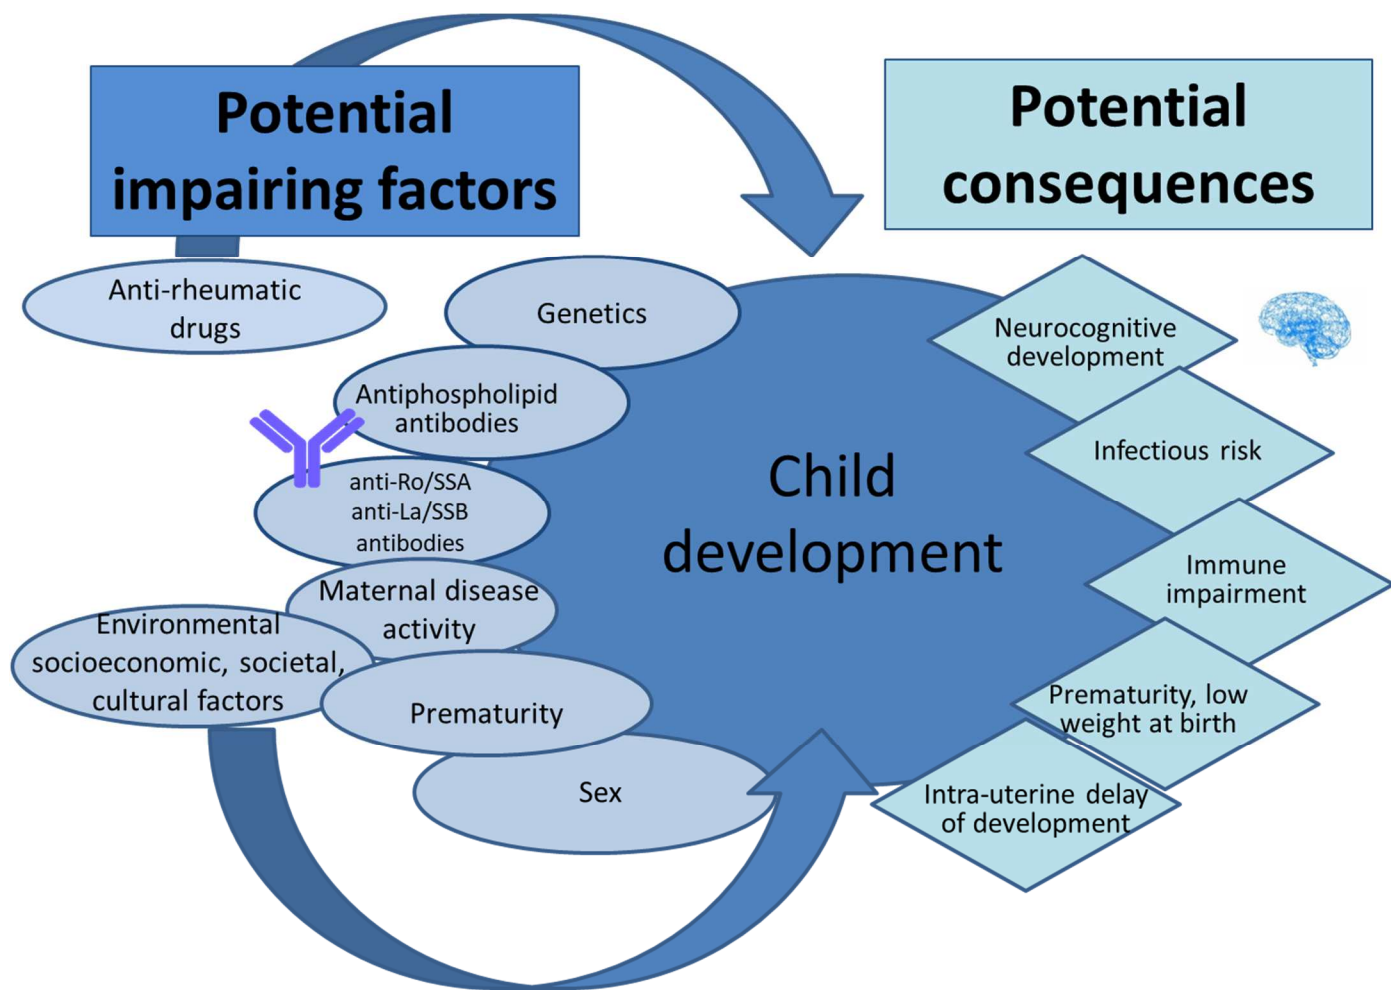 Potential
impairing factors
Potential
consequences
Anti-rheumatic
drugs
Genetics
Antiphospholipid
antibodies
anti-Ro/SSA
anti-La/SSB
antibodies
Maternal disease
activity
Environmental
socioeconomic, societal,
cultural factors
Prematurity
Sex
Child
development
Neurocognitive
development
Infectious risk
Immune
impairment
Prematurity, low
weight at birth
Intra-uterine delay
of development